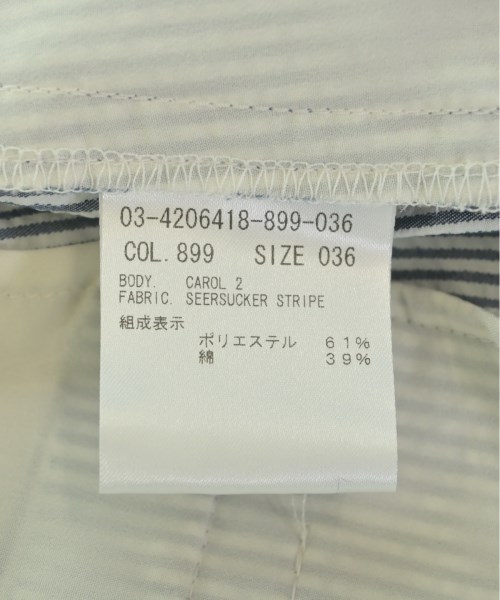 03-4206418-899-036
COL. 899 SIZE 036
BODY. CAROL 2
FABRIC. SEERSUCKER STRIPE
組成表示
ポリエステル 61%
綿 39%